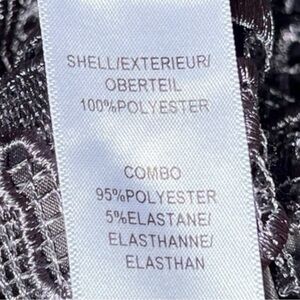 SHELL/EXTERIEUR/
OBERTEIL
100%POLYESTER
COMBO
95%POLYESTER
5%ELASTANE/
ELASTHANNE/
ELASTHAN